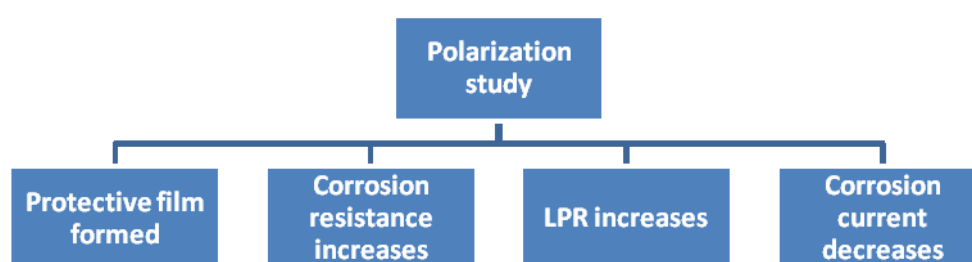 Polarization
study
Protective film
formed
Corrosion
resistance
increases
LPR increases
Corrosion
current
decreases